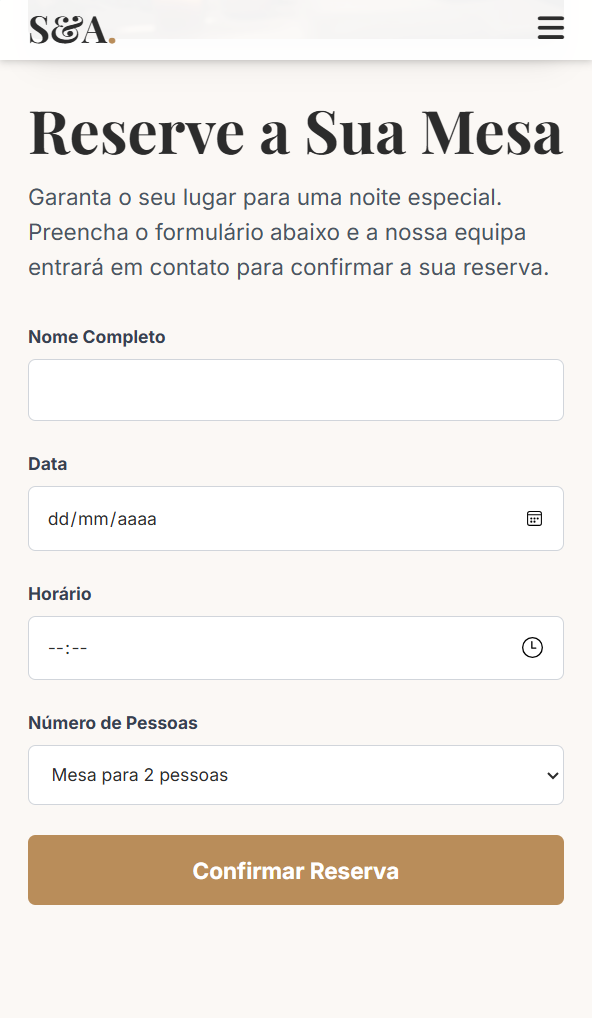 S&A.
Reserve a Sua Mesa
Garanta o seu lugar para uma noite especial.
Preencha o formulário abaixo e a nossa equipa
entrará em contato para confirmar a sua reserva.
Nome Completo
Data
dd/mm/aaaa
Horário
--:--
Número de Pessoas
Mesa para 2 pessoas
Confirmar Reserva